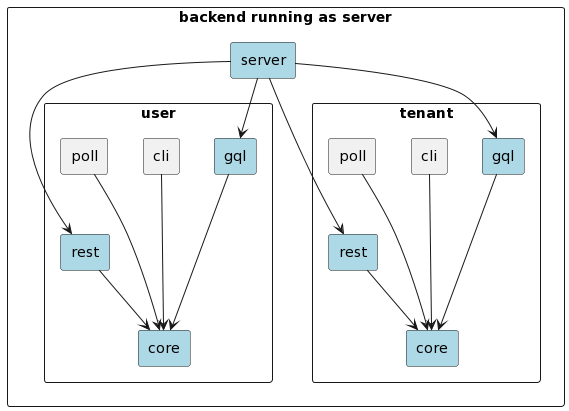 backend running as server
server
user
tenant
poll
cli
gql
poll
cli
gql
rest
rest
core
core